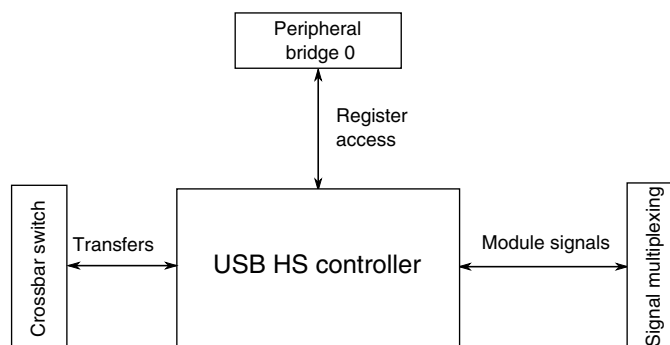 Peripheral
bridge 0
Register
access
Crossbar switch
Transfers
USB HS controller
Module signals
Signal multiplexing